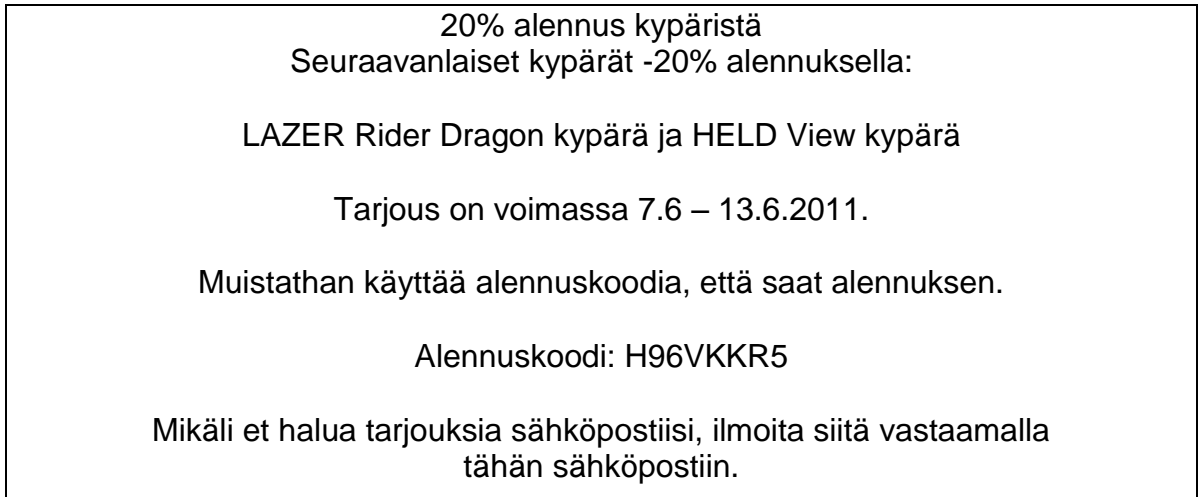 20% alennus kypäristä
Seuraavanlaiset kypärät -20% alennuksella:
LAZER Rider Dragon kypärä ja HELD View kypärä
Tarjous on voimassa 7.6 – 13.6.2011.
Muistathan käyttää alennuskoodia, että saat alennuksen.
Alennuskoodi: H96VKKR5
Mikäli et halua tarjouksia sähköpostiisi, ilmoita siitä vastaamalla
tähän sähköpostiin.